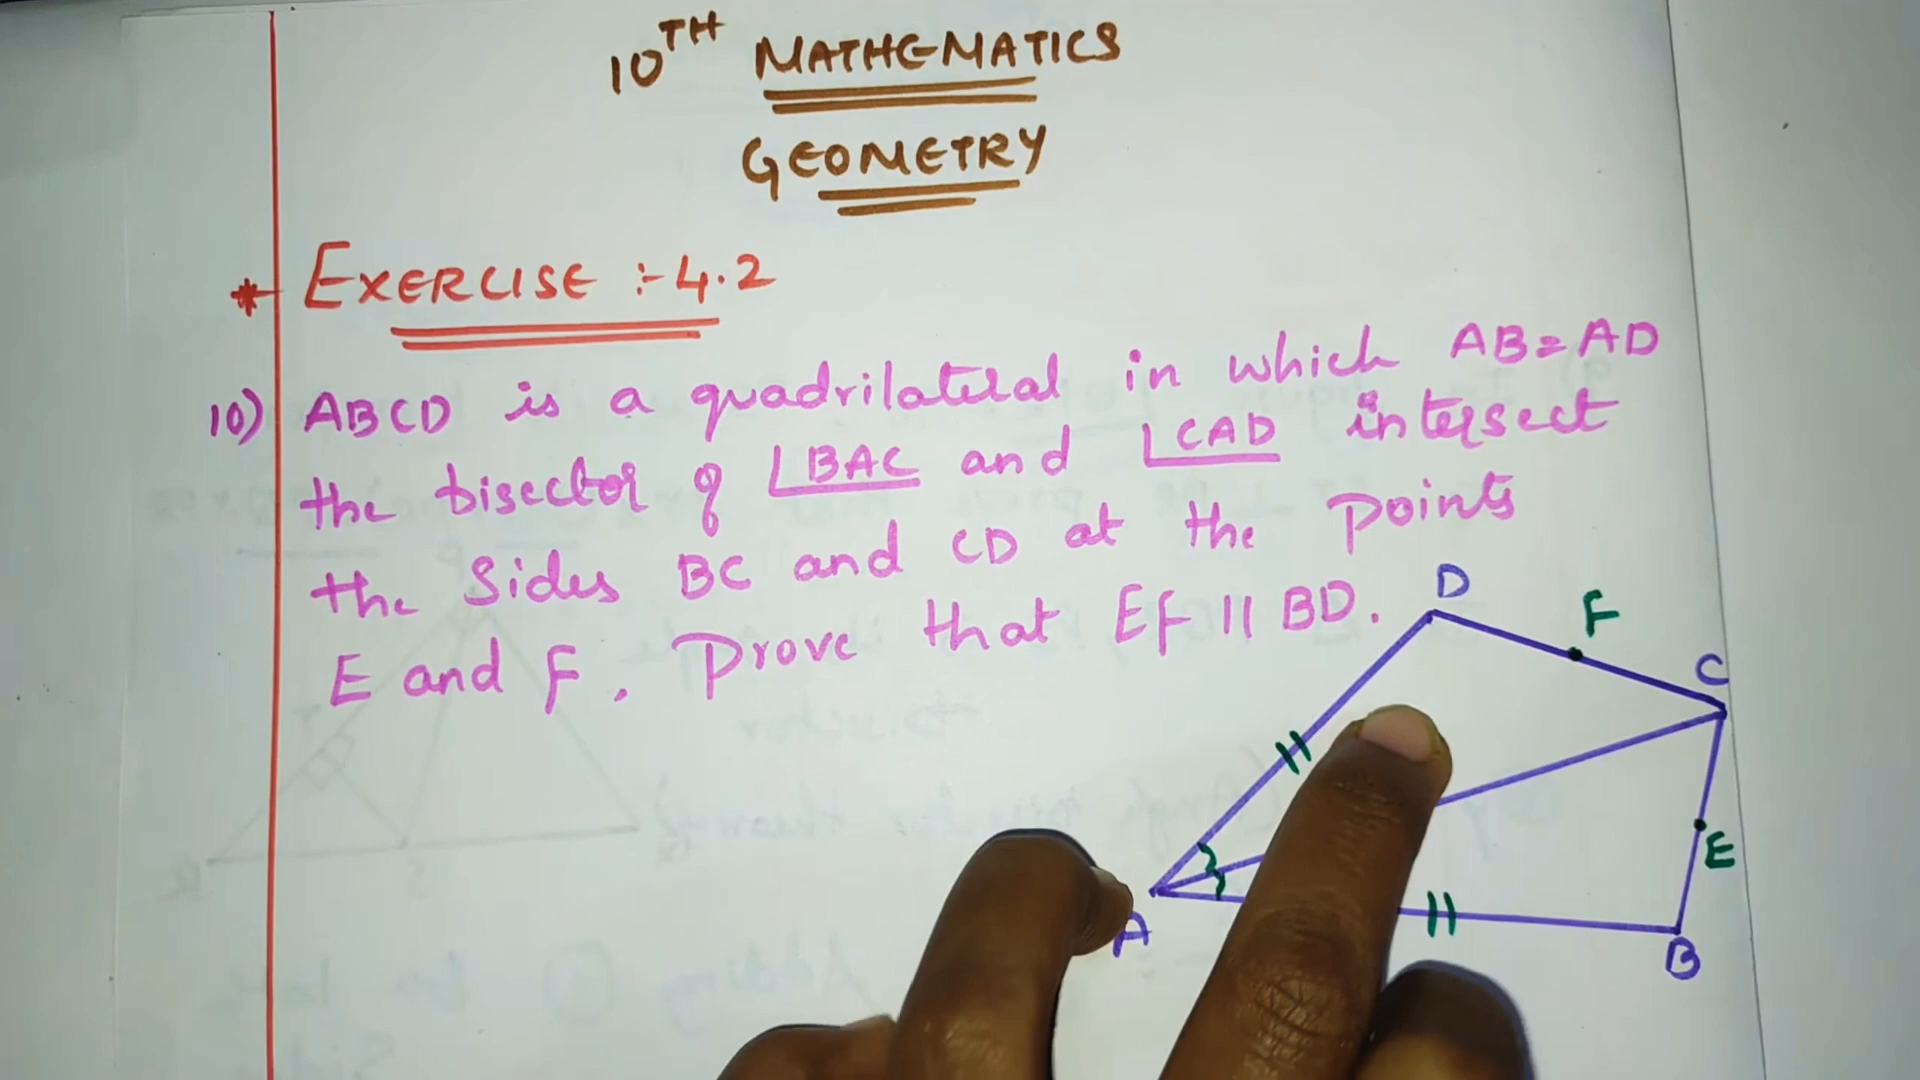 10TH MATHEMATICS
GEOMETRY
* EXERCISE :- 4.2
10) ABCD is a quadrilateral in which AB=AD
the bisector of ∠BAC and ∠CAD intersect
the Sides BC and CD at the Points
E and F. Prove that EF || BD.
D
F
C
E
A
B